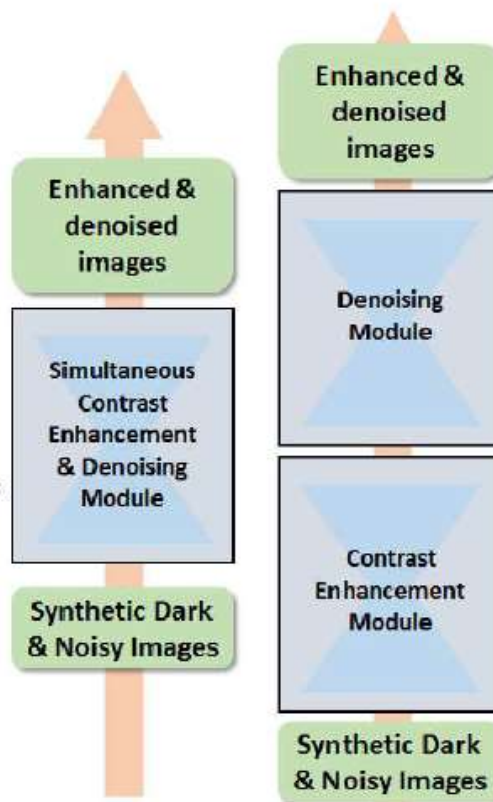 Enhanced &
denoised
images
Simultaneous
Contrast
Enhancement
& Denoising
Module
Synthetic Dark
& Noisy Images
Enhanced &
denoised
images
Denoising
Module
Contrast
Enhancement
Module
Synthetic Dark
& Noisy Images